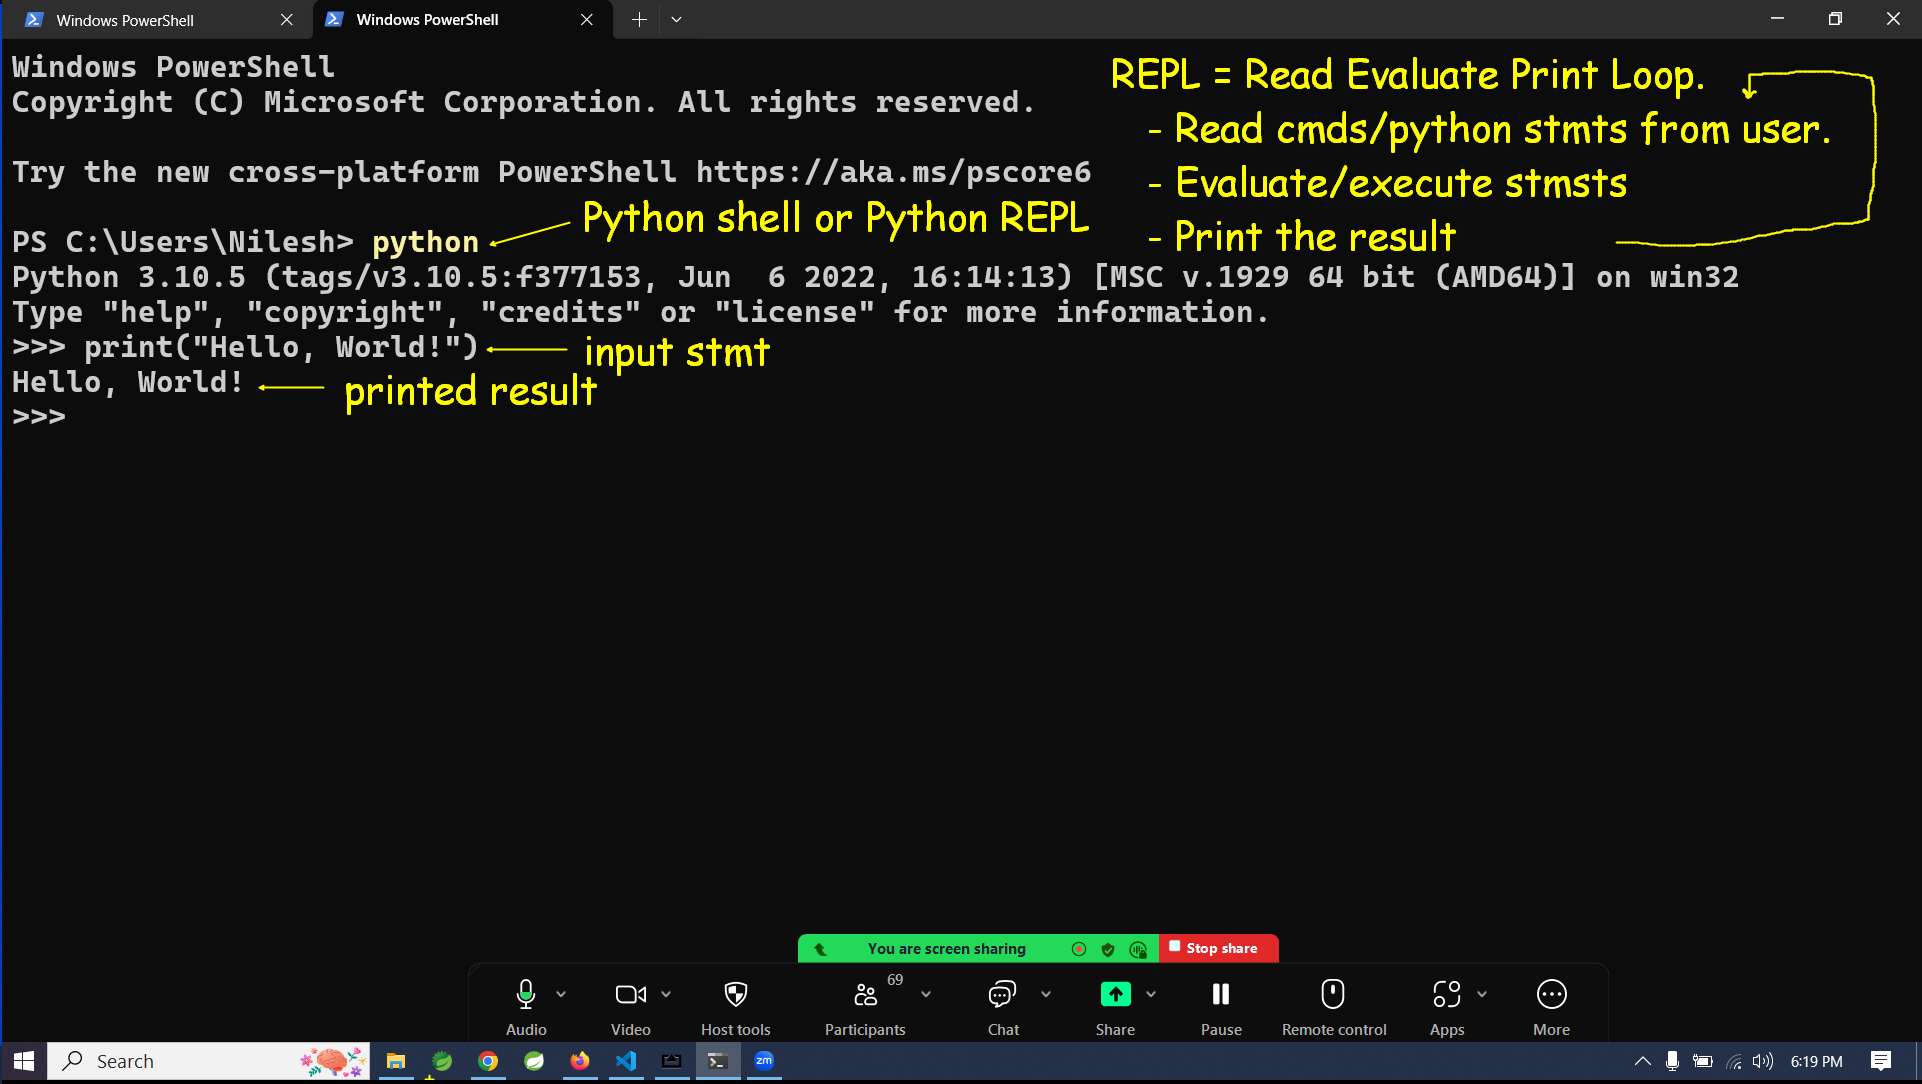 Windows PowerShell
Windows PowerShell
Windows PowerShell
Copyright (C) Microsoft Corporation. All rights reserved.
REPL = Read Evaluate Print Loop.
- Read cmds/python stmts from user.
Try the new cross-platform PowerShell https://aka.ms/pscore6
- Evaluate/execute stmsts
Python shell or Python REPL
- Print the result
PS C:\Users\Nilesh> python
Python 3.10.5 (tags/v3.10.5:f377153, Jun  6 2022, 16:14:13) [MSC v.1929 64 bit (AMD64)] on win32
Type "help", "copyright", "credits" or "license" for more information.
>>> print("Hello, World!")
input stmt
Hello, World!
printed result
>>>
You are screen sharing
Stop share
69
Audio
Video
Host tools
Participants
Chat
Share
Pause
Remote control
Apps
More
Search
zm
6:19 PM